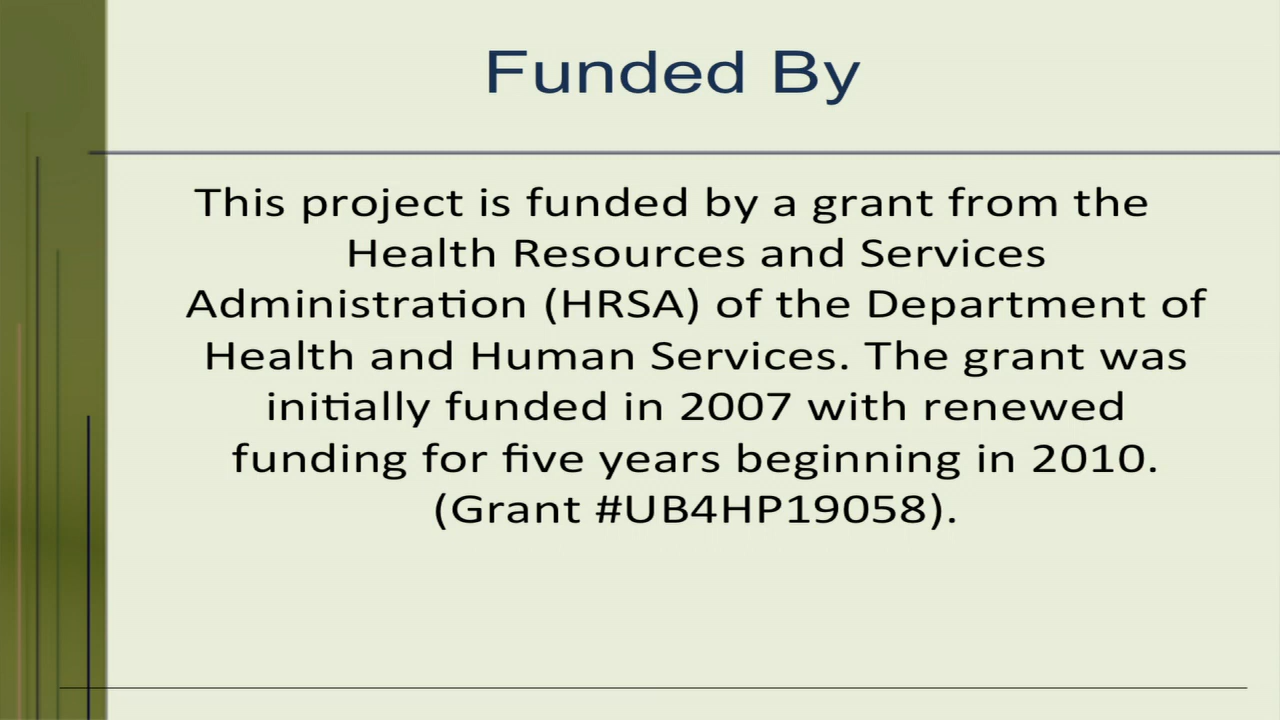 Funded By
This project is funded by a grant from the
Health Resources and Services
Administration (HRSA) of the Department of
Health and Human Services. The grant was
initially funded in 2007 with renewed
funding for five years beginning in 2010.
(Grant #UB4HP19058).